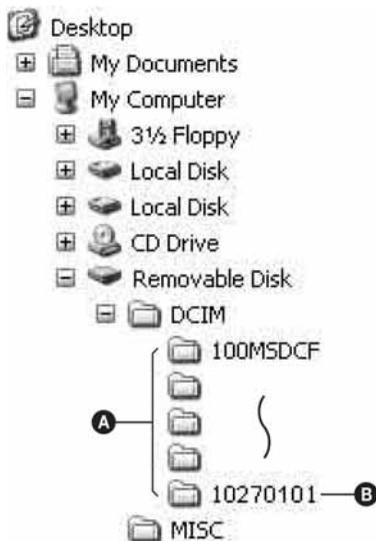 Desktop
My Documents
My Computer
3½ Floppy
Local Disk
Local Disk
CD Drive
Removable Disk
DCIM
100MSDCF
A
10270101 B
MISC